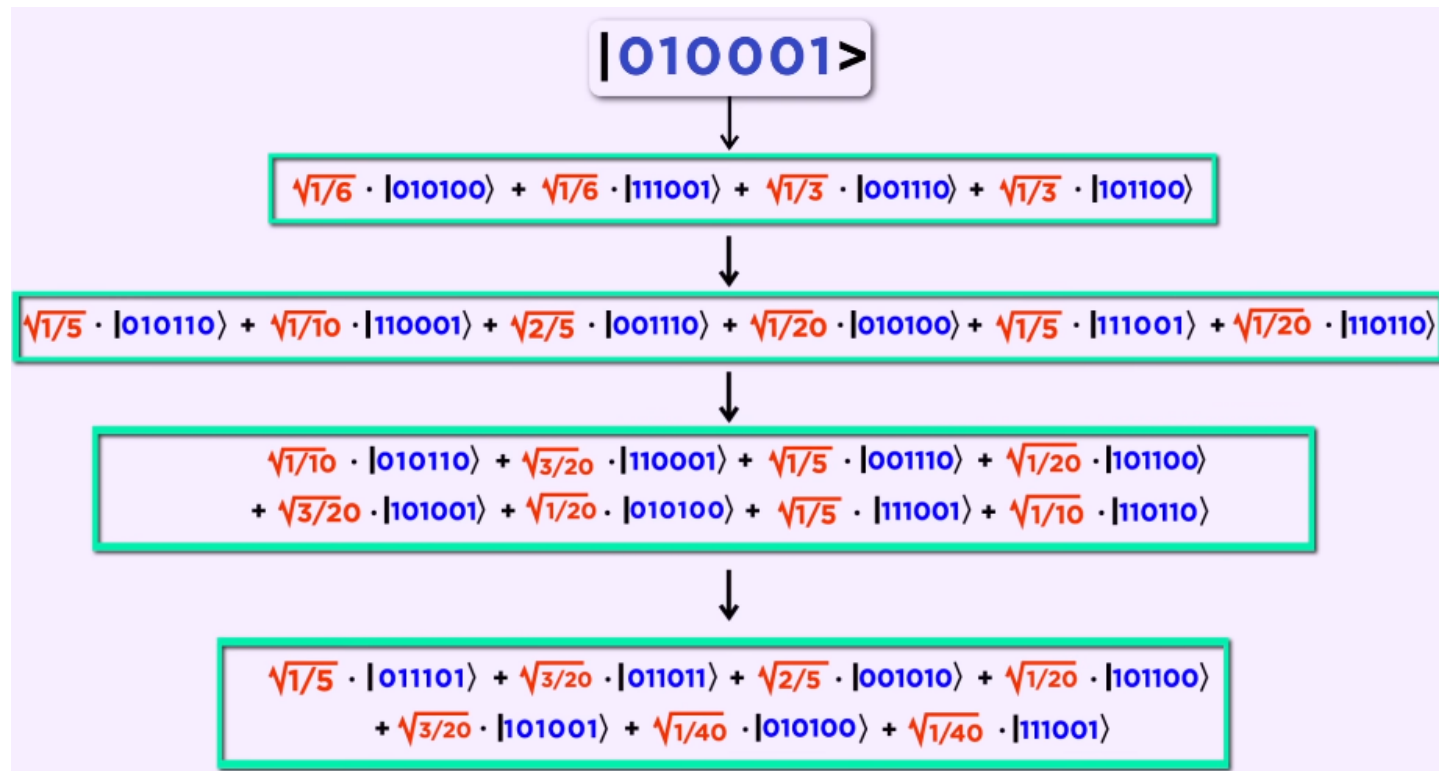 |010001>
√1/6 · |010100⟩ + √1/6 · |111001⟩ + √1/3 · |001110⟩ + √1/3 · |101100⟩
√1/5 · |010110⟩ + √1/10 · |110001⟩ + √2/5 · |001110⟩ + √1/20 · |010100⟩ + √1/5 · |111001⟩ + √1/20 · |110110⟩
√1/10 · |010110⟩ + √3/20 · |110001⟩ + √1/5 · |001110⟩ + √1/20 · |101100⟩
+ √3/20 · |101001⟩ + √1/20 · |010100⟩ + √1/5 · |111001⟩ + √1/10 · |110110⟩
√1/5 · |011101⟩ + √3/20 · |011011⟩ + √2/5 · |001010⟩ + √1/20 · |101100⟩
+ √3/20 · |101001⟩ + √1/40 · |010100⟩ + √1/40 · |111001⟩